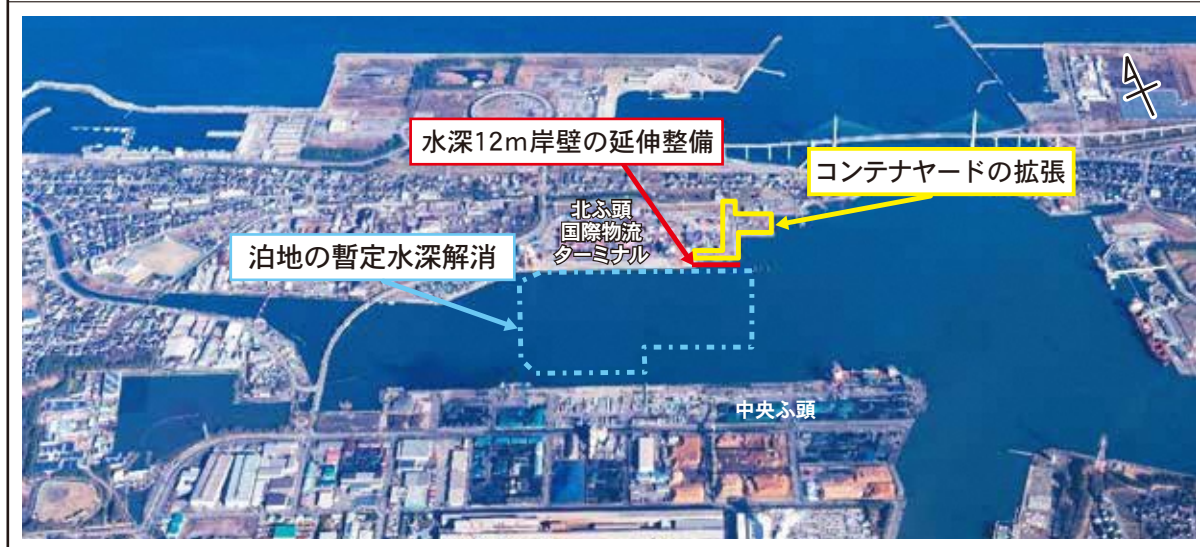 水深12m岸壁の延伸整備
コンテナヤードの拡張
北ふ頭
国際物流
ターミナル
泊地の暫定水深解消
中央ふ頭